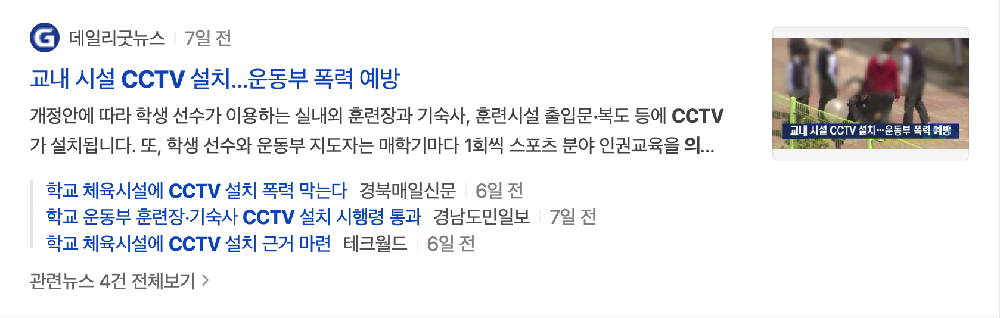 G 데일리굿뉴스 7일 전
교내 시설 CCTV 설치...운동부 폭력 예방
개정안에 따라 학생 선수가 이용하는 실내외 훈련장과 기숙사, 훈련시설 출입문·복도 등에 CCTV
가 설치됩니다. 또, 학생 선수와 운동부 지도자는 매학기마다 1회씩 스포츠 분야 인권교육을 의...
교내 시설 CCTV 설치…운동부 폭력 예방
학교 체육시설에 CCTV 설치 폭력 막는다 경북매일신문 6일 전
학교 운동부 훈련장·기숙사 CCTV 설치 시행령 통과 경남도민일보 7일 전
학교 체육시설에 CCTV 설치 근거 마련 테크월드 6일 전
관련뉴스 4건 전체보기 >